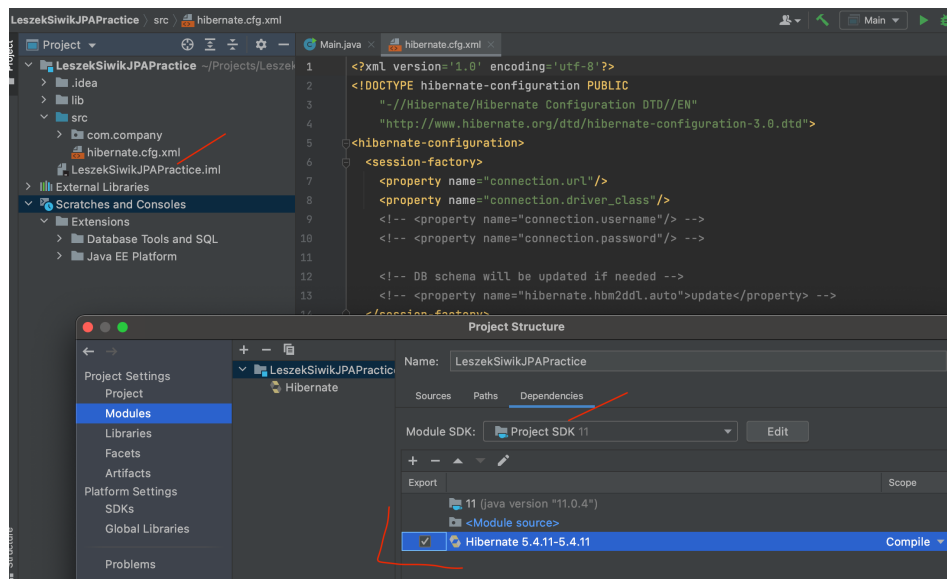 LeszekSiwikJPAPractice 〉 src 〉 hibernate.cfg.xml
Main
Project
Project
Main.java
hibernate.cfg.xml
LeszekSiwikJPAPractice ~/Projects/Leszek
.idea
lib
src
com.company
hibernate.cfg.xml
LeszekSiwikJPAPractice.iml
External Libraries
Scratches and Consoles
Extensions
Database Tools and SQL
Java EE Platform
1 <?xml version='1.0' encoding='utf-8'?>
2 <!DOCTYPE hibernate-configuration PUBLIC
3 "-//Hibernate/Hibernate Configuration DTD//EN"
4 "http://www.hibernate.org/dtd/hibernate-configuration-3.0.dtd">
5 <hibernate-configuration>
6 <session-factory>
7 <property name="connection.url"/>
8 <property name="connection.driver_class"/>
9 <!-- <property name="connection.username"/> -->
10 <!-- <property name="connection.password"/> -->
11
12 <!-- DB schema will be updated if needed -->
13 <!-- <property name="hibernate.hbm2ddl.auto">update</property> -->
14 </session-factory>
Project Structure
Project Settings
Project
Modules
Libraries
Facets
Artifacts
Platform Settings
SDKs
Global Libraries
Problems
LeszekSiwikJPAPractic
Hibernate
Name: LeszekSiwikJPAPractice
Sources Paths Dependencies
Module SDK: Project SDK 11 Edit
Export Scope
11 (java version "11.0.4")
<Module source>
Hibernate 5.4.11-5.4.11 Compile
Structure